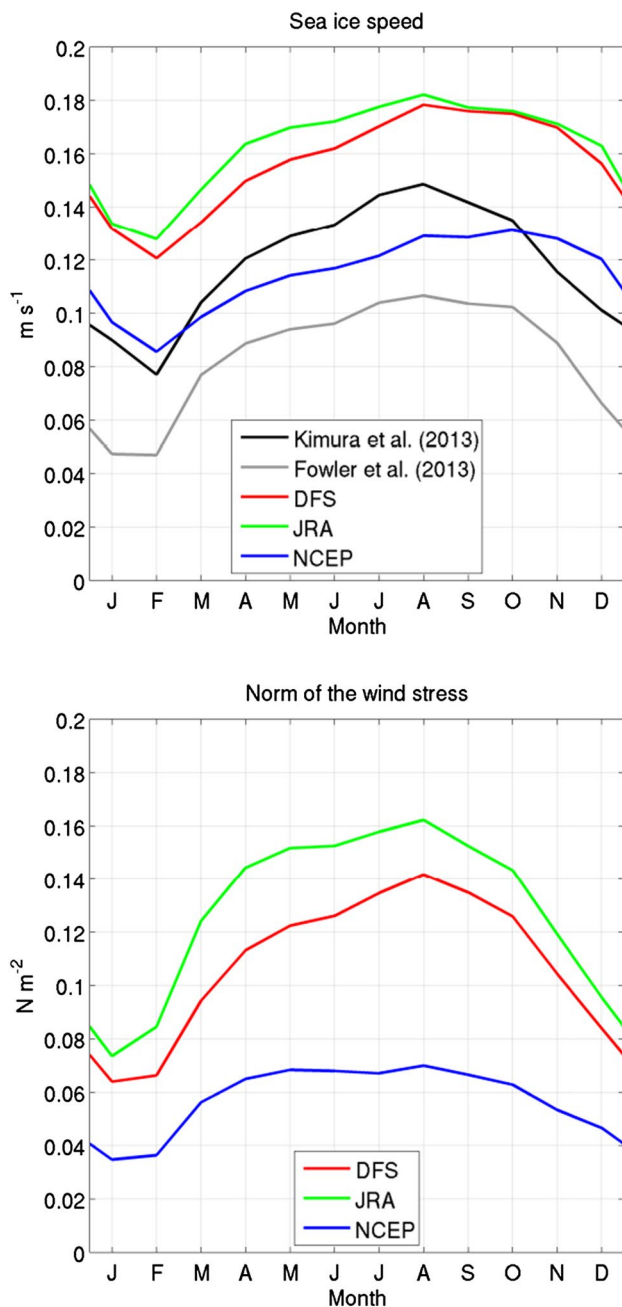 Sea ice speed
0.2
0.18
0.16
0.14
0.12
0.1
0.08
0.06
0.04
0.02
0
m s⁻¹
Kimura et al. (2013)
Fowler et al. (2013)
DFS
JRA
NCEP
J F M A M J J A S O N D
Month
Norm of the wind stress
0.2
0.18
0.16
0.14
0.12
0.1
0.08
0.06
0.04
0.02
0
N m⁻²
DFS
JRA
NCEP
J F M A M J J A S O N D
Month